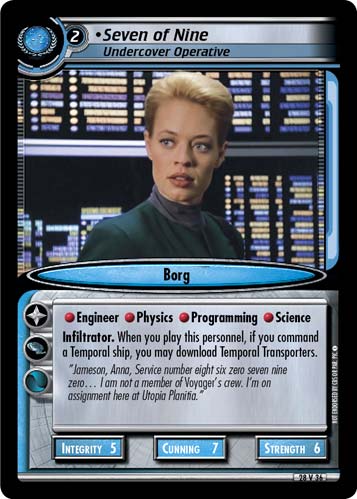 2
•Seven of Nine
Undercover Operative
Borg
Engineer Physics Programming Science
Infiltrator. When you play this personnel, if you command
a Temporal ship, you may download Temporal Transporters.
"Jameson, Anna, Service number eight six zero seven nine
zero… I am not a member of Voyager's crew. I'm on
assignment here at Utopia Planitia."
INTEGRITY 5 CUNNING 7 STRENGTH 6
28 V 36